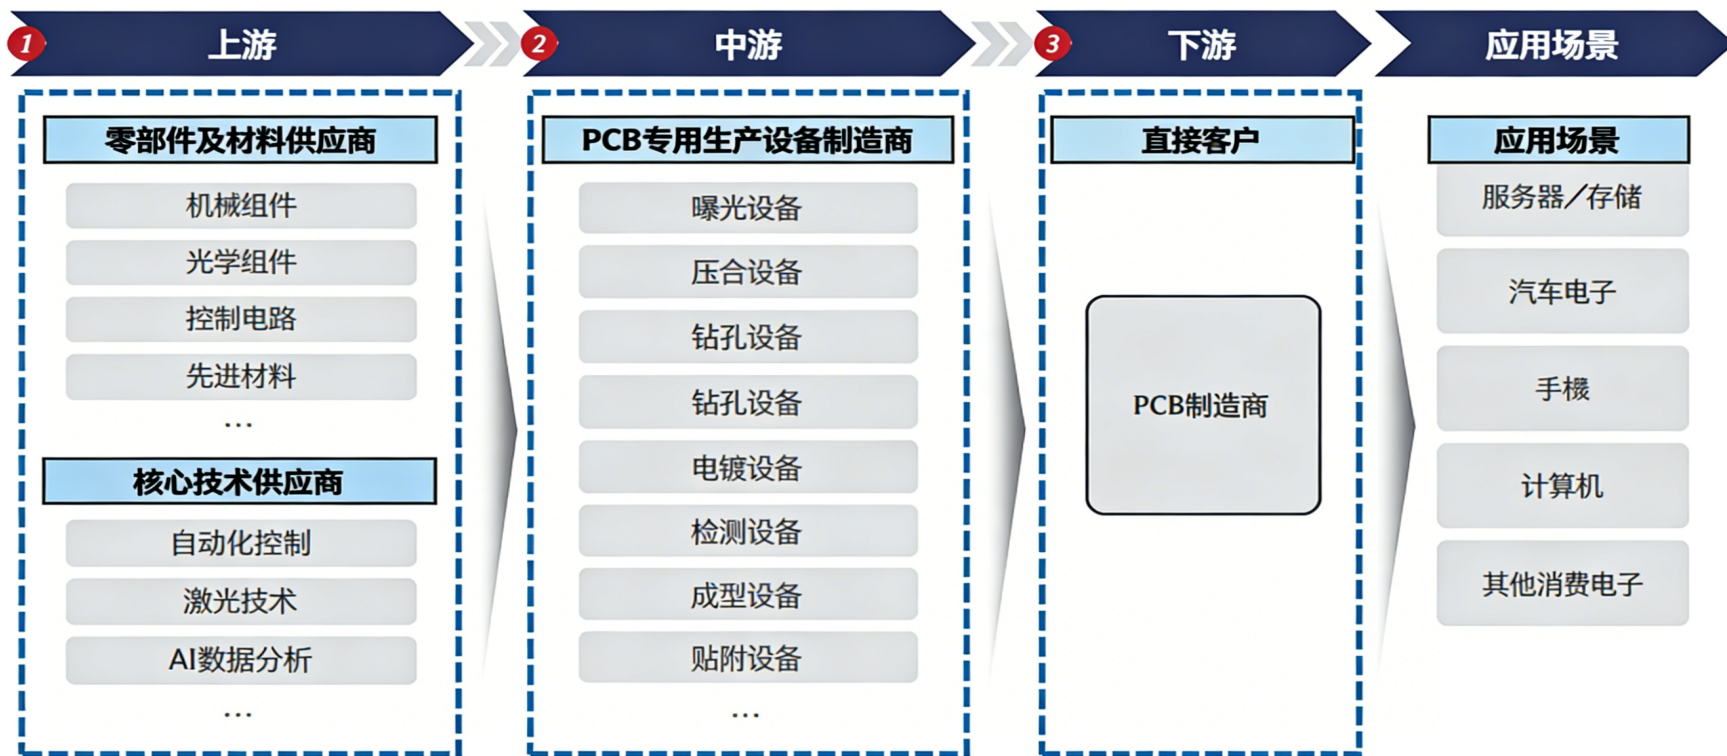 1
上游
2
中游
3
下游
应用场景
零部件及材料供应商
机械组件
光学组件
控制电路
先进材料
...
核心技术供应商
自动化控制
激光技术
AI数据分析
...
PCB专用生产设备制造商
曝光设备
压合设备
钻孔设备
钻孔设备
电镀设备
检测设备
成型设备
贴附设备
...
直接客户
PCB制造商
应用场景
服务器/存储
汽车电子
手機
计算机
其他消费电子